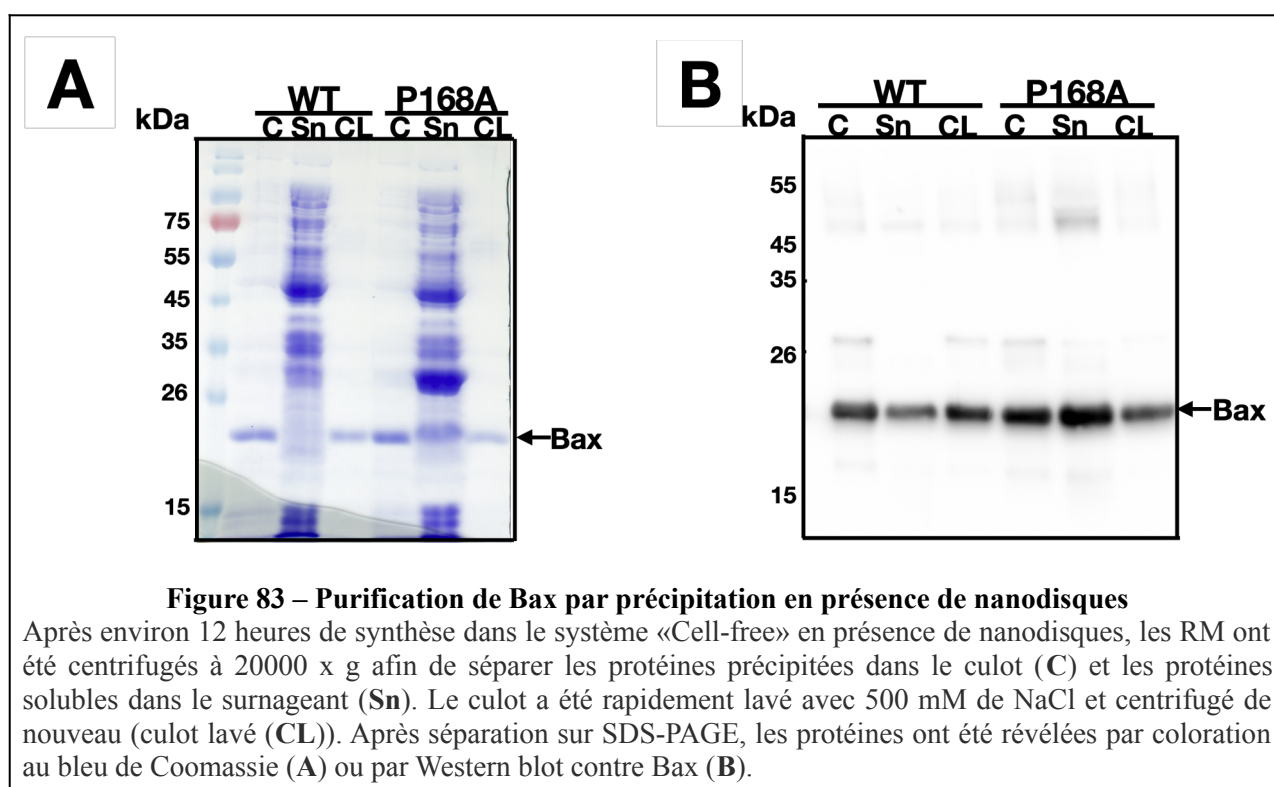 A
WT P168A
kDa C Sn CL C Sn CL
75
55
45
35
26
15
←Bax
B
WT P168A
kDa C Sn CL C Sn CL
55
45
35
26
15
←Bax
Figure 83 – Purification de Bax par précipitation en présence de nanodisques
Après environ 12 heures de synthèse dans le système «Cell-free» en présence de nanodisques, les RM ont
été centrifugés à 20000 x g afin de séparer les protéines précipitées dans le culot (C) et les protéines
solubles dans le surnageant (Sn). Le culot a été rapidement lavé avec 500 mM de NaCl et centrifugé de
nouveau (culot lavé (CL)). Après séparation sur SDS-PAGE, les protéines ont été révélées par coloration
au bleu de Coomassie (A) ou par Western blot contre Bax (B).